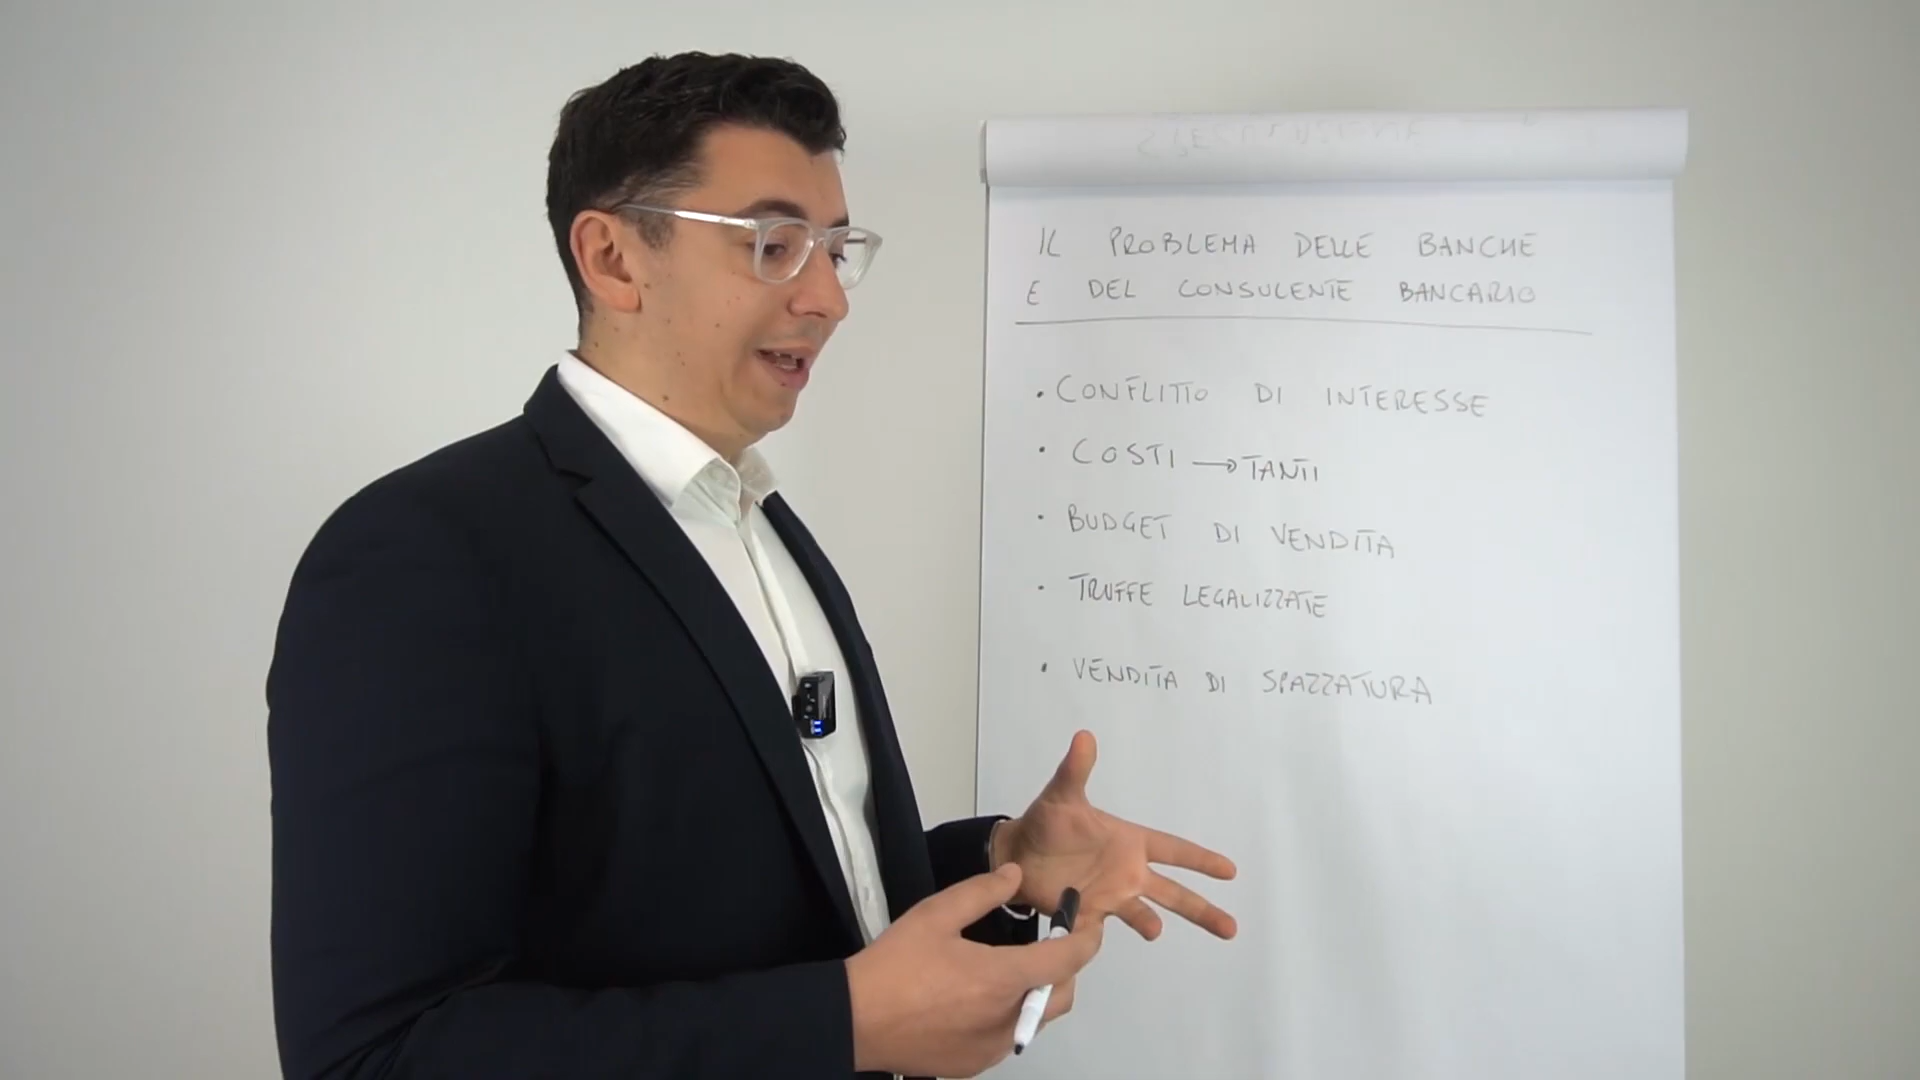 IL PROBLEMA DELLE BANCHE
E DEL CONSULENTE BANCARIO
• CONFLITTO DI INTERESSE
• COSTI → TANTI
• BUDGET DI VENDITA
• TRUFFE LEGALIZZATE
• VENDITA DI SPAZZATURA